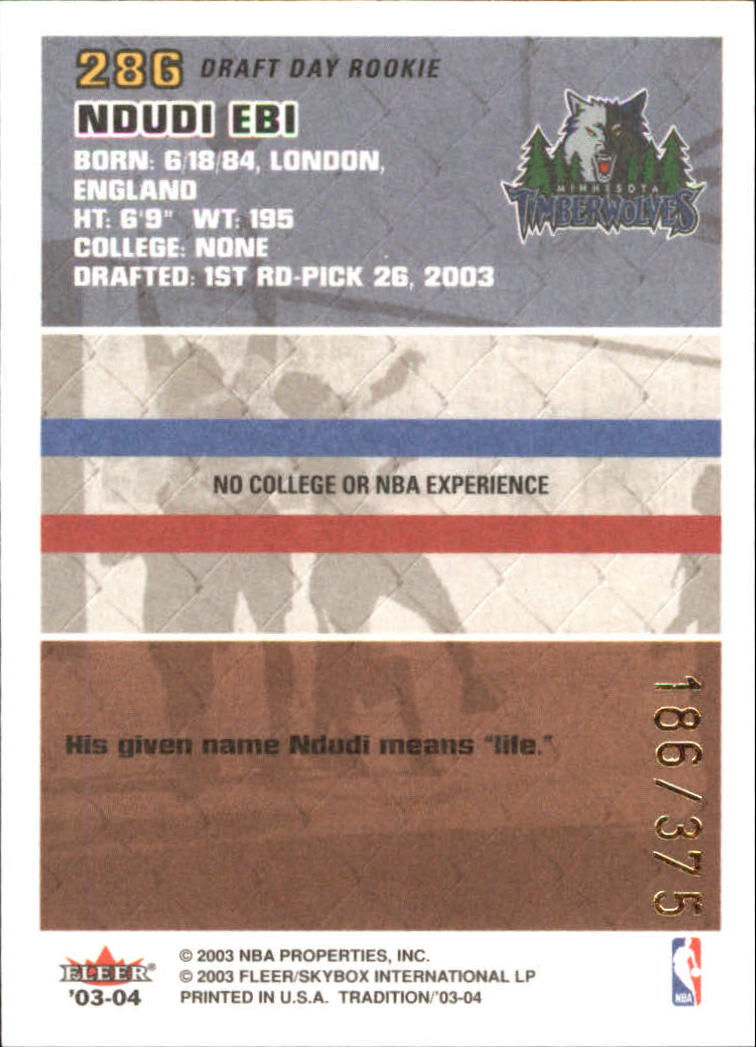 286 DRAFT DAY ROOKIE
NDUDI EBI
BORN: 6/18/84, LONDON,
ENGLAND
HT: 6'9" WT: 195
COLLEGE: NONE
DRAFTED: 1ST RD-PICK 26, 2003
MINNESOTA
TIMBERWOLVES
NO COLLEGE OR NBA EXPERIENCE
His given name Ndudi means "life."
186/375
FLEER®
'03-04
© 2003 NBA PROPERTIES, INC.
© 2003 FLEER/SKYBOX INTERNATIONAL LP
PRINTED IN U.S.A. TRADITION/'03-04
NBA